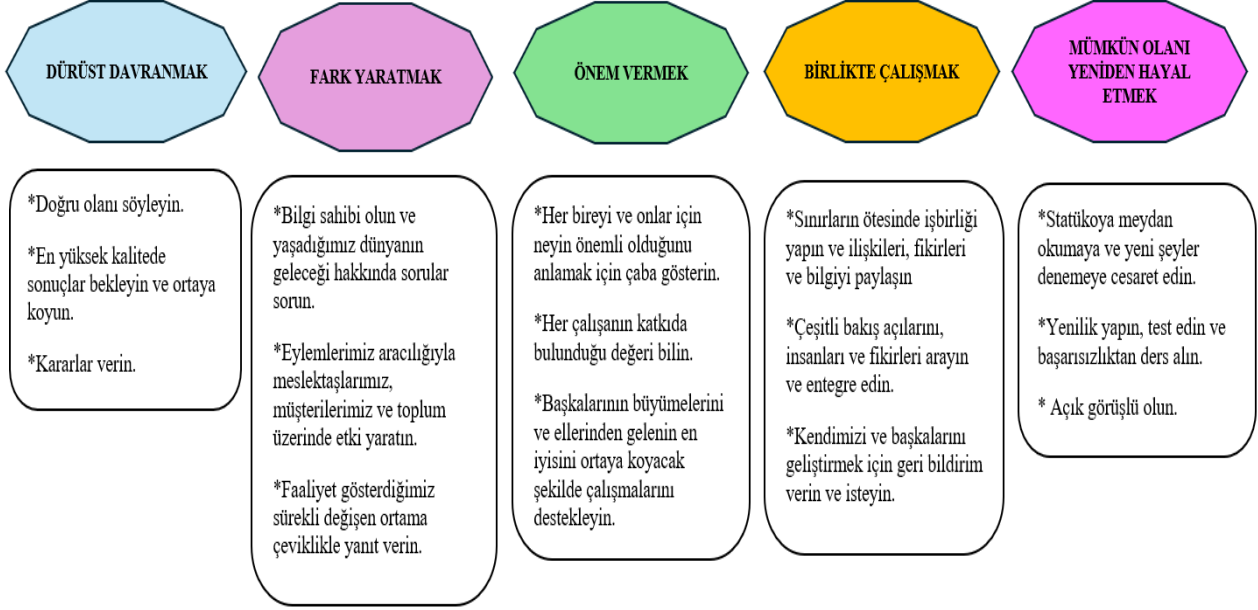 DÜRÜST DAVRANMAK
FARK YARATMAK
ÖNEM VERMEK
BİRLİKTE ÇALIŞMAK
MÜMKÜN OLANI
YENİDEN HAYAL
ETMEK
*Doğru olanı söyleyin.
*En yüksek kalitede
sonuçlar bekleyin ve ortaya
koyun.
*Kararlar verin.
*Bilgi sahibi olun ve
yaşadığımız dünyanın
geleceği hakkında sorular
sorun.
*Eylemlerimiz aracılığıyla
meslektaşlarımız,
müşterilerimiz ve toplum
üzerinde etki yaratın.
*Faaliyet gösterdiğimiz
sürekli değişen ortama
çeviklikle yanıt verin.
*Her bireyi ve onlar için
neyin önemli olduğunu
anlamak için çaba gösterin.
*Her çalışanın katkıda
bulunduğu değeri bilin.
*Başkalarının büyümelerini
ve ellerinden gelenin en
iyisini ortaya koyacak
şekilde çalışmalarını
destekleyin.
*Sınırların ötesinde işbirliği
yapın ve ilişkileri, fikirleri
ve bilgiyi paylaşın
*Çeşitli bakış açılarını,
insanları ve fikirleri arayın
ve entegre edin.
*Kendimizi ve başkalarını
geliştirmek için geri bildirim
verin ve isteyin.
*Statükoya meydan
okumaya ve yeni şeyler
denemeye cesaret edin.
*Yenilik yapın, test edin ve
başarısızlıktan ders alın.
* Açık görüşlü olun.